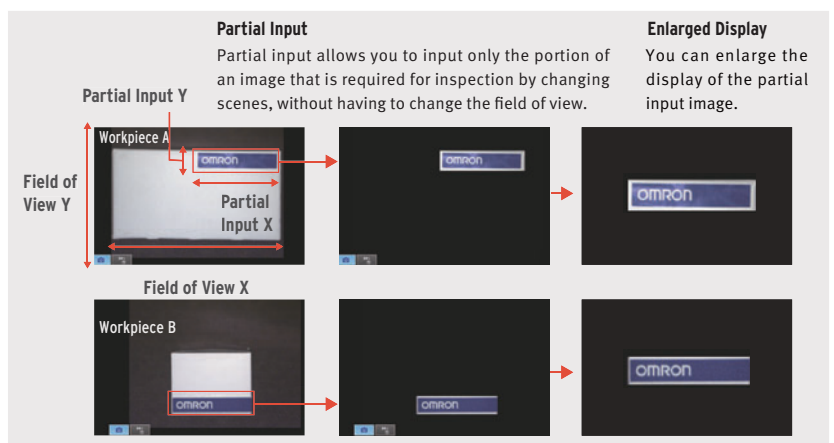 Partial Input
Partial input allows you to input only the portion of
an image that is required for inspection by changing
scenes, without having to change the field of view.
Enlarged Display
You can enlarge the
display of the partial
input image.
Partial Input Y
Workpiece A
OMRON
Field of
View Y
Partial
Input X
OMRON
OMRON
Field of View X
Workpiece B
OMRON
OMRON
OMRON